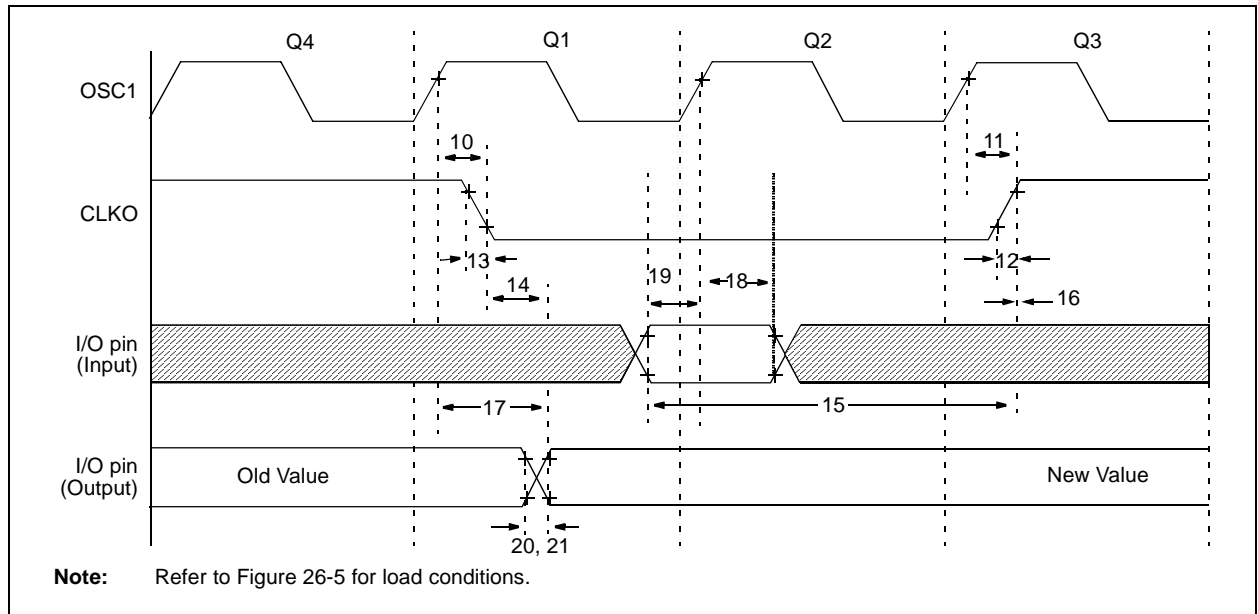 Q4 Q1 Q2 Q3
OSC1
10 11
CLKO
13 12
14 19 18 16
I/O pin
(Input)
17 15
I/O pin
(Output)
Old Value New Value
20, 21
Note: Refer to Figure 26-5 for load conditions.